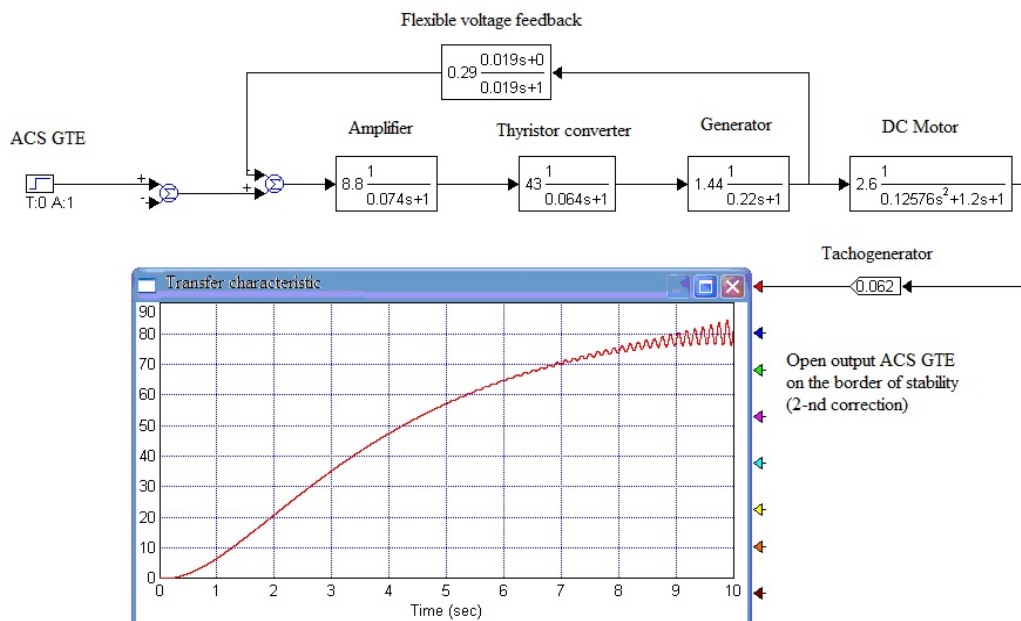 Flexible voltage feedback
0.29 0.019s+0
0.019s+1
ACS GTE
Amplifier
Thyristor converter
Generator
DC Motor
T:0 A:1
+
-
-
+
8.8 1
0.074s+1
43 1
0.064s+1
1.44 1
0.22s+1
2.6 1
0.12576s²+1.2s+1
Tachogenerator
0.062
Transfer characteristic
90
80
70
60
50
40
30
20
10
0
0 1 2 3 4 5 6 7 8 9 10
Time (sec)
Open output ACS GTE
on the border of stability
(2-nd correction)